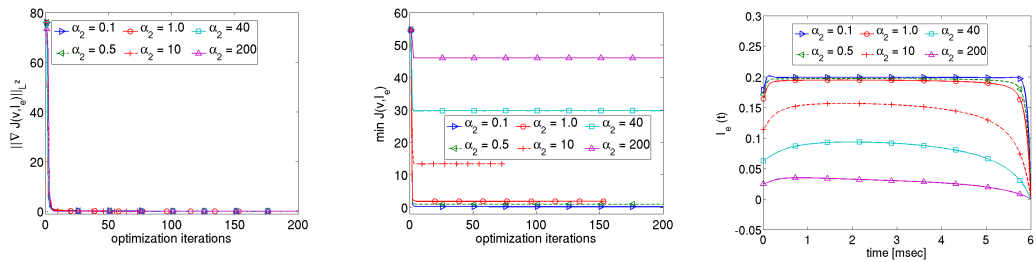 ||∇ J(v,I_e)||_{L²}
80
60
40
20
0
0 50 100 150 200
optimization iterctions
α₂ = 0.1 α₂ = 1.0 α₂ = 40
α₂ = 0.5 α₂ = 10 α₂ = 200
min J(v,I_e)
60
50
40
30
20
10
0
0 50 100 150 200
optimization iterctions
α₂ = 0.1 α₂ = 1.0 α₂ = 40
α₂ = 0.5 α₂ = 10 α₂ = 200
I_e (t)
0.3
0.25
0.2
0.15
0.1
0.05
0
-0.05
0 1 2 3 4 5 6
time [msec]
α₂ = 0.1 α₂ = 1.0 α₂ = 40
α₂ = 0.5 α₂ = 10 α₂ = 200